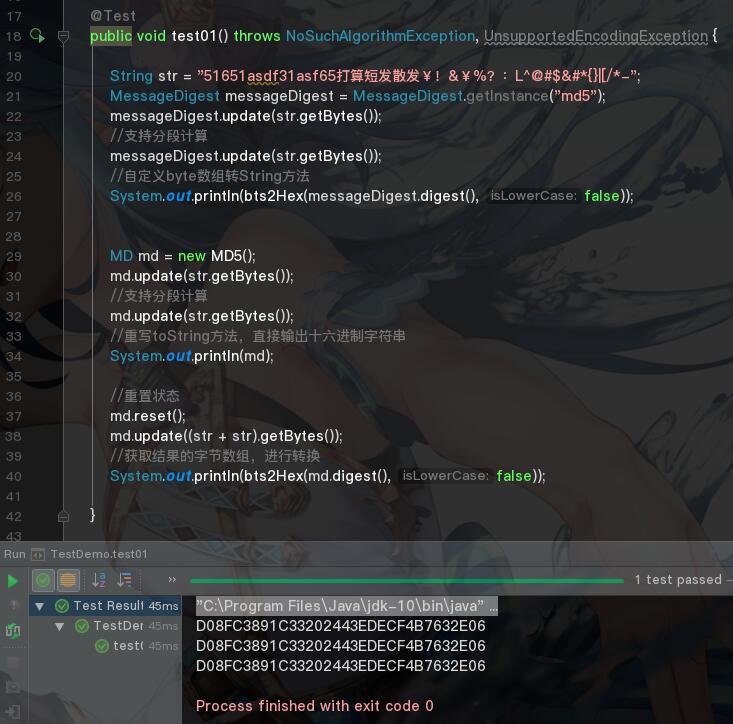 17 @Test
18 public void test01() throws NoSuchAlgorithmException, UnsupportedEncodingException {
19
20 String str = "51651asdf31asf65打算短发散发￥！&￥%?：L^@#$&#*{}|[/*-";
21 MessageDigest messageDigest = MessageDigest.getInstance("md5");
22 messageDigest.update(str.getBytes());
23 //支持分段计算
24 messageDigest.update(str.getBytes());
25 //自定义byte数组转String方法
26 System.out.println(bts2Hex(messageDigest.digest(), isLowerCase: false));
27
28
29 MD md = new MD5();
30 md.update(str.getBytes());
31 //支持分段计算
32 md.update(str.getBytes());
33 //重写toString方法，直接输出十六进制字符串
34 System.out.println(md);
35
36 //重置状态
37 md.reset();
38 md.update((str + str).getBytes());
39 //获取结果的字节数组，进行转换
40 System.out.println(bts2Hex(md.digest(), isLowerCase: false));
41
42 }
43
Run TestDemo.test01
» 1 test passed –
Test Result 45ms
TestDer 45ms
test( 45ms
"C:\Program Files\Java\jdk-10\bin\java" ...
D08FC3891C33202443EDECF4B7632E06
D08FC3891C33202443EDECF4B7632E06
D08FC3891C33202443EDECF4B7632E06
Process finished with exit code 0